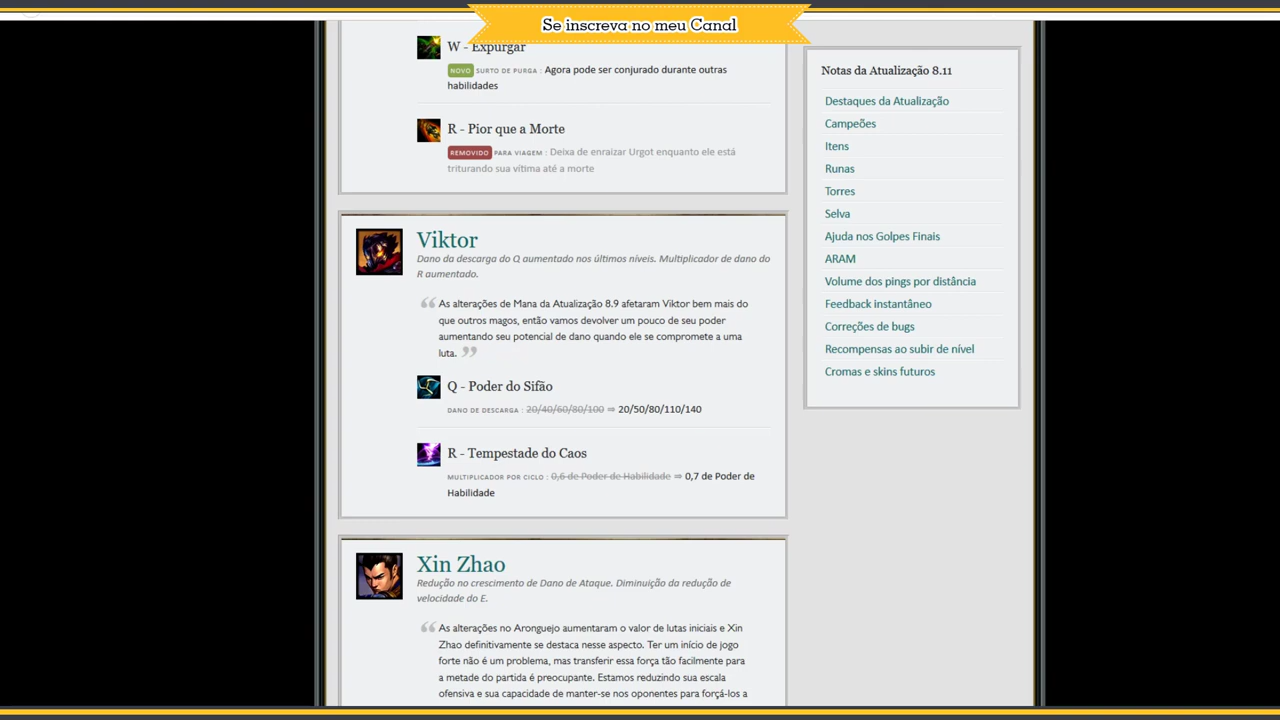 Se inscreva no meu Canal
W - Expurgar
NOVO SURTO DE PURGA : Agora pode ser conjurado durante outras
habilidades
R - Pior que a Morte
REMOVIDO PARA VIAGEM : Deixa de enraizar Urgot enquanto ele está
triturando sua vítima até a morte
Viktor
Dano da descarga do Q aumentado nos últimos níveis. Multiplicador de dano do
R aumentado.
As alterações de Mana da Atualização 8.9 afetaram Viktor bem mais do
que outros magos, então vamos devolver um pouco de seu poder
aumentando seu potencial de dano quando ele se compromete a uma
luta.
Q - Poder do Sifão
DANO DE DESCARGA : 20/40/60/80/100 ⇒ 20/50/80/110/140
R - Tempestade do Caos
MULTIPLICADOR POR CICLO : 0,6 de Poder de Habilidade ⇒ 0,7 de Poder de
Habilidade
Xin Zhao
Redução no crescimento de Dano de Ataque. Diminuição da redução de
velocidade do E.
As alterações no Aronguejo aumentaram o valor de lutas iniciais e Xin
Zhao definitivamente se destaca nesse aspecto. Ter um início de jogo
forte não é um problema, mas transferir essa força tão facilmente para
a metade do partida é preocupante. Estamos reduzindo sua escala
ofensiva e sua capacidade de manter-se nos oponentes para forçá-los a
Notas da Atualização 8.11
Destaques da Atualização
Campeões
Itens
Runas
Torres
Selva
Ajuda nos Golpes Finais
ARAM
Volume dos pings por distância
Feedback instantâneo
Correções de bugs
Recompensas ao subir de nível
Cromas e skins futuros